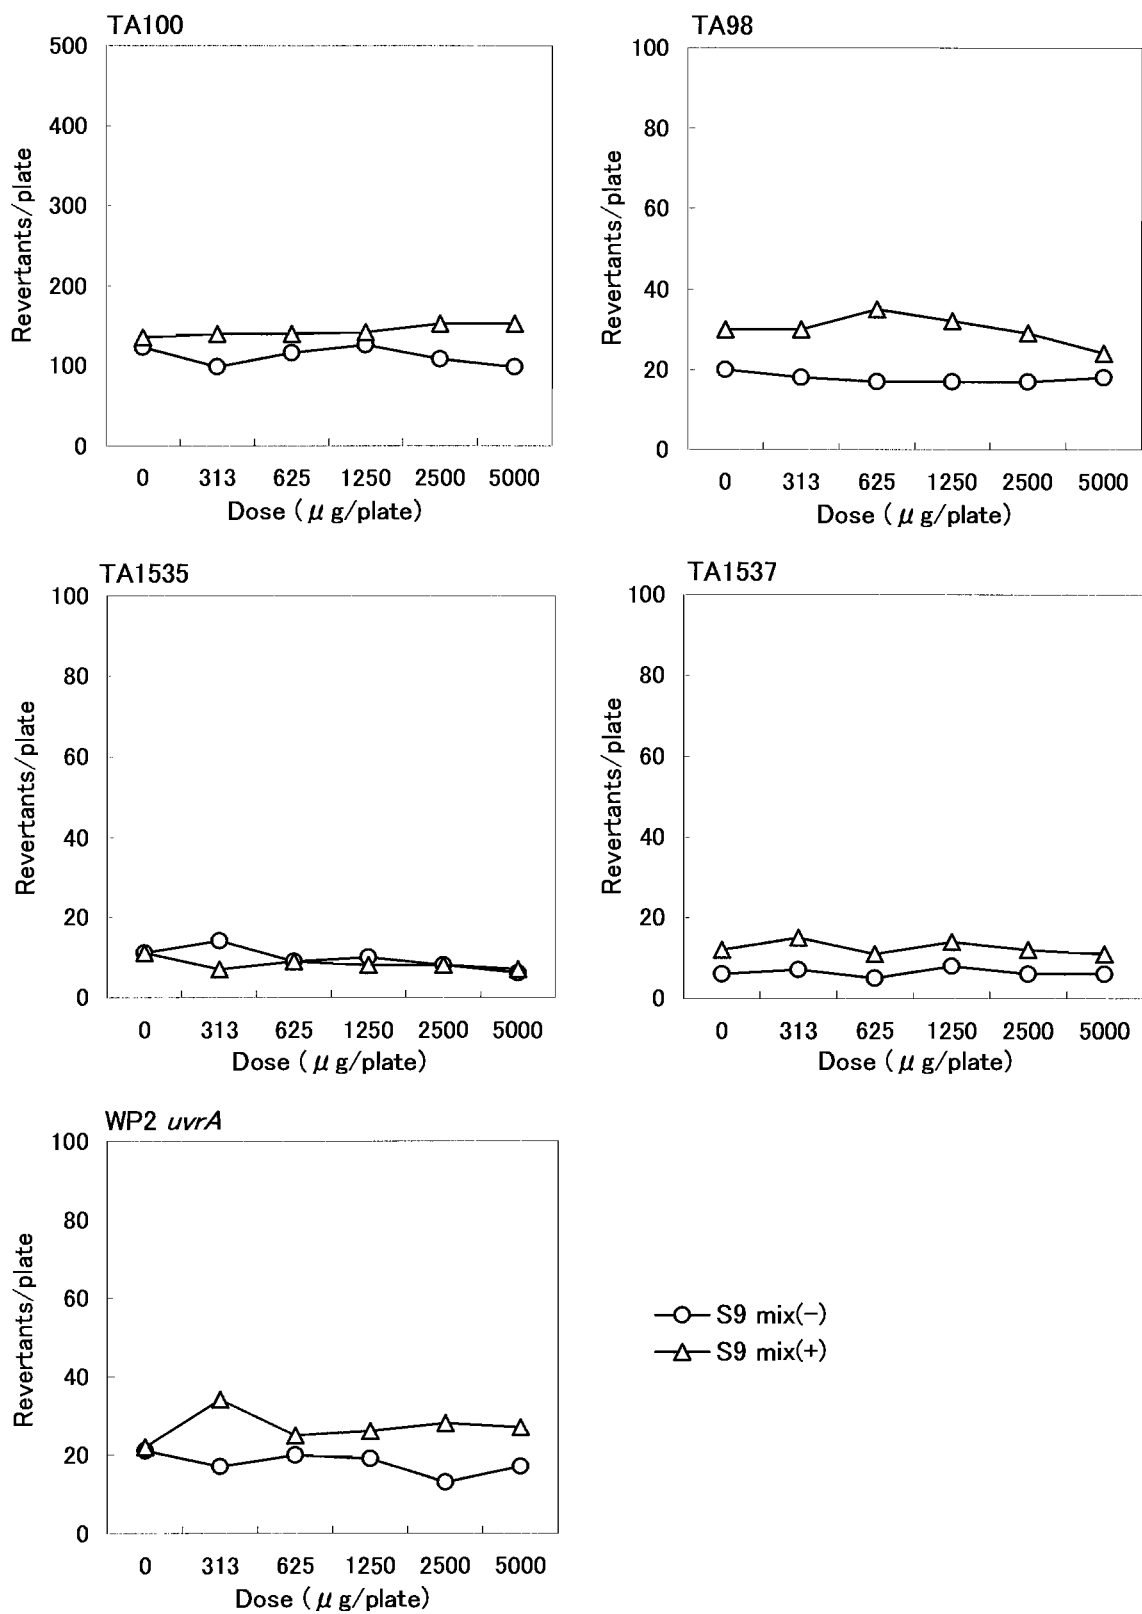 TA100
500
400
300
200
100
0
Revertants/plate
0 313 625 1250 2500 5000
Dose ( μ g/plate)
TA98
100
80
60
40
20
0
Revertants/plate
0 313 625 1250 2500 5000
Dose ( μ g/plate)
TA1535
100
80
60
40
20
0
Revertants/plate
0 313 625 1250 2500 5000
Dose ( μ g/plate)
TA1537
100
80
60
40
20
0
Revertants/plate
0 313 625 1250 2500 5000
Dose ( μ g/plate)
WP2 uvrA
100
80
60
40
20
0
Revertants/plate
0 313 625 1250 2500 5000
Dose ( μ g/plate)
S9 mix(-)
S9 mix(+)